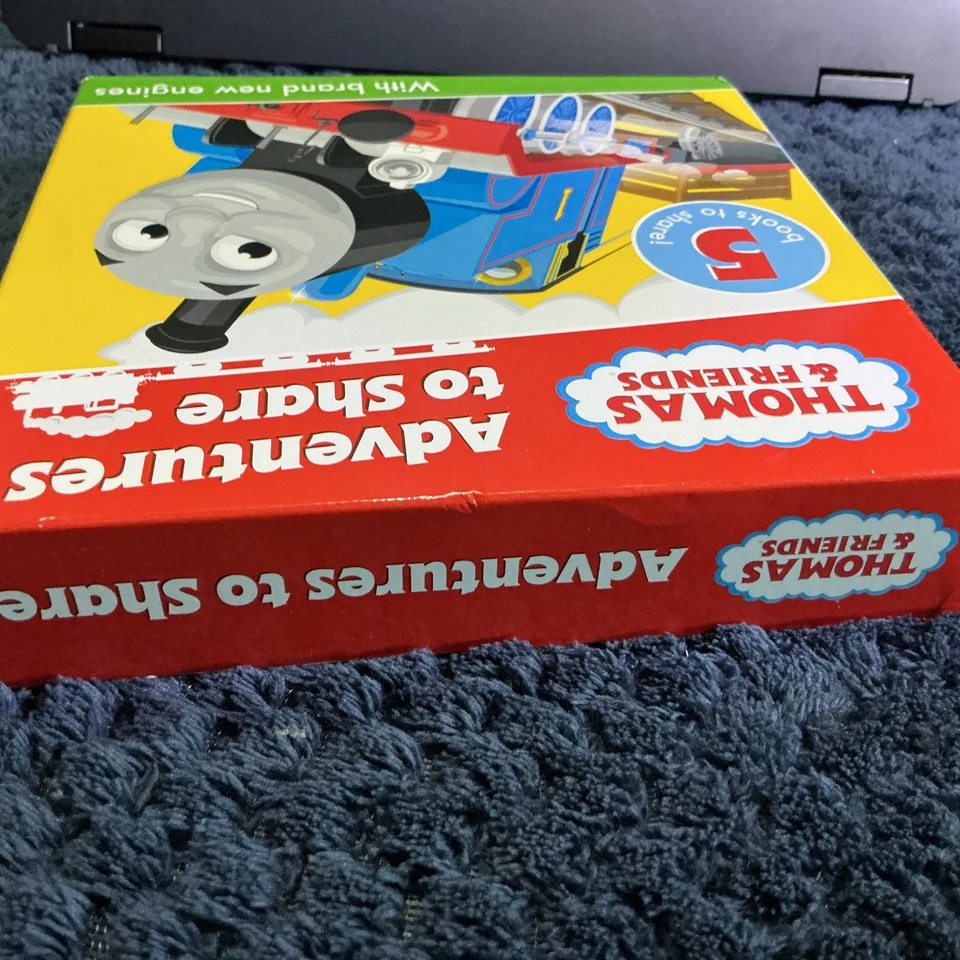 THOMAS
& FRIENDS
Adventures to Share
THOMAS
& FRIENDS
Adventures
to Share
5
books to share!
With brand new engines